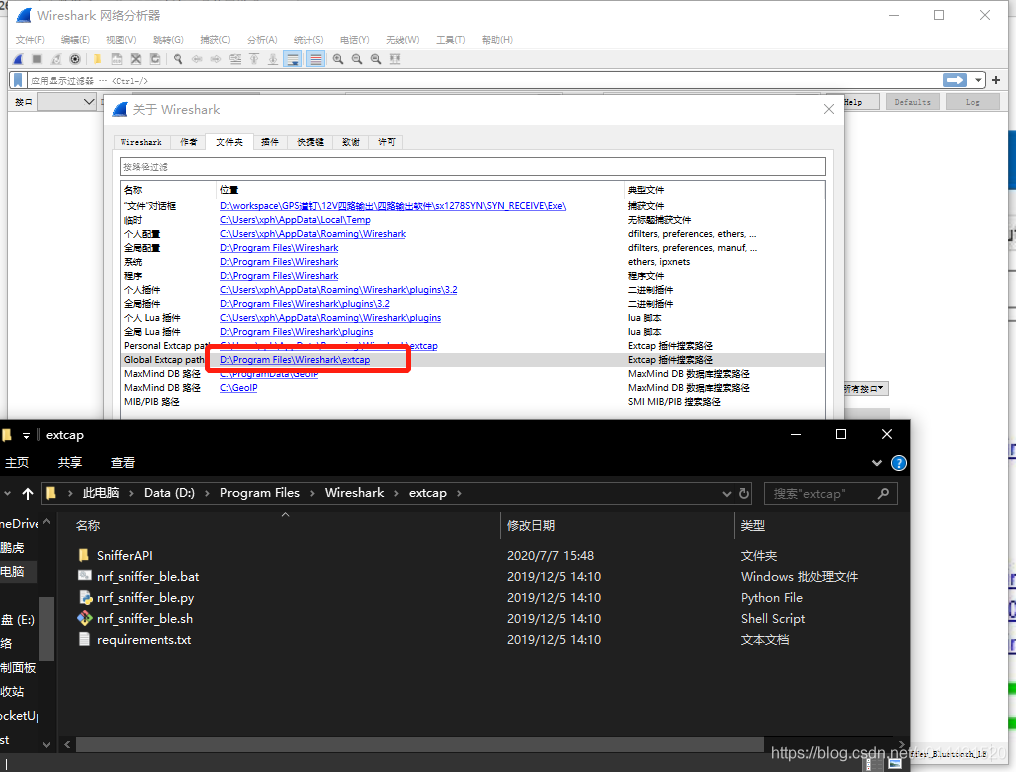 Wireshark 网络分析器
文件(F) 编辑(E) 视图(V) 跳转(G) 捕获(C) 分析(A) 统计(S) 电话(Y) 无线(W) 工具(T) 帮助(H)
应用显示过滤器 … <Ctrl-/>
接口
Help Defaults Log
关于 Wireshark
Wireshark 作者 文件夹 插件 快捷键 致谢 许可
按路径过滤
名称 位置 典型文件
"文件"对话框 D:\workspace\GPS道钉\12V四路输出\四路输出软件\sx1278SYN\SYN_RECEIVE\Exe\ 捕获文件
临时 C:\Users\xph\AppData\Local\Temp 无标题捕获文件
个人配置 C:\Users\xph\AppData\Roaming\Wireshark dfilters, preferences, ethers, ...
全局配置 D:\Program Files\Wireshark dfilters, preferences, manuf, ...
系统 D:\Program Files\Wireshark ethers, ipxnets
程序 D:\Program Files\Wireshark 程序文件
个人插件 C:\Users\xph\AppData\Roaming\Wireshark\plugins\3.2 二进制插件
全局插件 D:\Program Files\Wireshark\plugins\3.2 二进制插件
个人 Lua 插件 C:\Users\xph\AppData\Roaming\Wireshark\plugins lua 脚本
全局 Lua 插件 D:\Program Files\Wireshark\plugins lua 脚本
Personal Extcap path C:\Users\xph\AppData\Roaming\Wireshark\extcap Extcap 插件搜索路径
Global Extcap path D:\Program Files\Wireshark\extcap Extcap 插件搜索路径
MaxMind DB 路径 C:\ProgramData\GeoIP MaxMind DB 数据库搜索路径
MaxMind DB 路径 C:\GeoIP MaxMind DB 数据库搜索路径
MIB/PIB 路径 SMI MIB/PIB 搜索路径
所有接口
extcap
主页 共享 查看
此电脑 Data (D:) Program Files Wireshark extcap
搜索"extcap"
名称 修改日期 类型
SnifferAPI 2020/7/7 15:48 文件夹
nrf_sniffer_ble.bat 2019/12/5 14:10 Windows 批处理文件
nrf_sniffer_ble.py 2019/12/5 14:10 Python File
nrf_sniffer_ble.sh 2019/12/5 14:10 Shell Script
requirements.txt 2019/12/5 14:10 文本文档
neDrive
鹏虎
电脑
盘 (E:)
络
制面板
收站
ocketUp
st